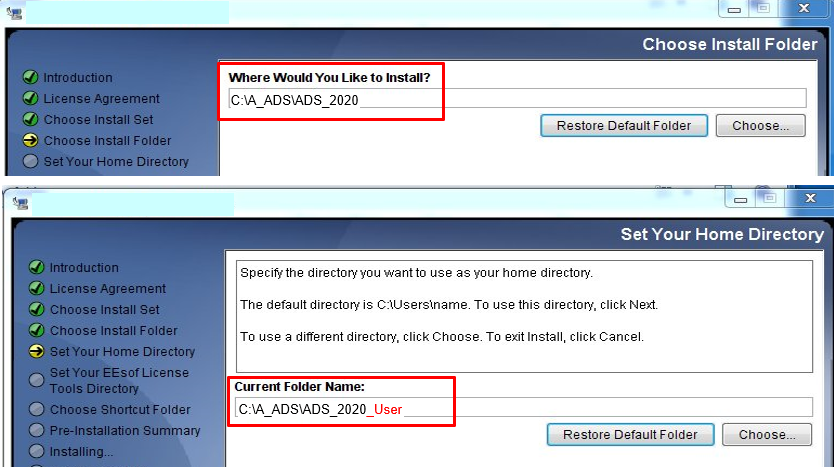 Choose Install Folder
Introduction
License Agreement
Choose Install Set
Choose Install Folder
Set Your Home Directory
Where Would You Like to Install?
C:\A_ADS\ADS_2020
Restore Default Folder
Choose...
Set Your Home Directory
Introduction
License Agreement
Choose Install Set
Choose Install Folder
Set Your Home Directory
Set Your EEsof License
Tools Directory
Choose Shortcut Folder
Pre-Installation Summary
Installing...
Specify the directory you want to use as your home directory.
The default directory is C:\Users\name. To use this directory, click Next.
To use a different directory, click Choose. To exit Install, click Cancel.
Current Folder Name:
C:\A_ADS\ADS_2020_User
Restore Default Folder
Choose...